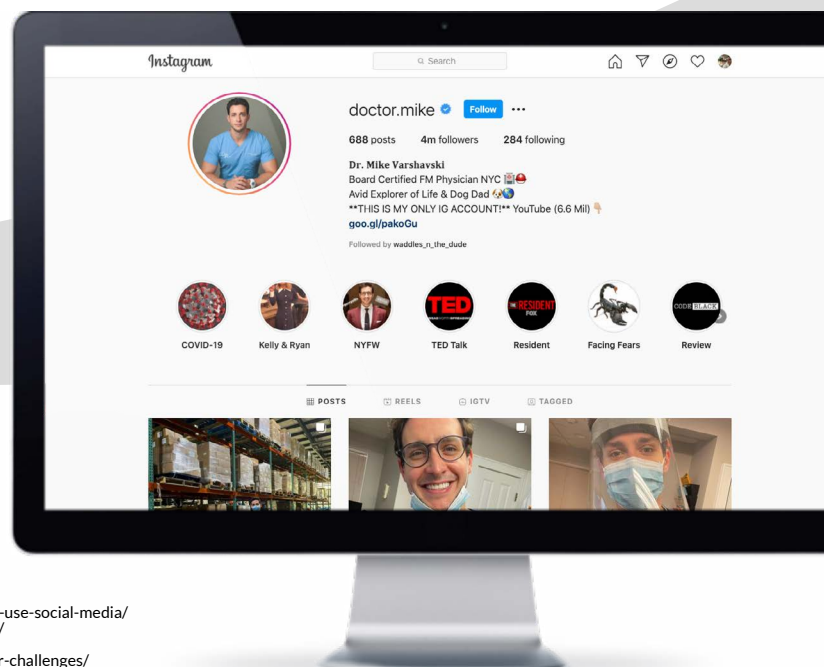 Instagram
Search
doctor.mike Follow
688 posts 4m followers 284 following
Dr. Mike Varshavski
Board Certified FM Physician NYC 🏥⛑️
Avid Explorer of Life & Dog Dad 🐶🌎
**THIS IS MY ONLY IG ACCOUNT!** YouTube (6.6 Mil) 👇🏼
goo.gl/pakoGu
Followed by waddles_n_the_dude
TED
RESIDENT
FOX
CODE BLACK
COVID-19 Kelly & Ryan NYFW TED Talk Resident Facing Fears Review
POSTS REELS IGTV TAGGED
-use-social-media/
/
r-challenges/